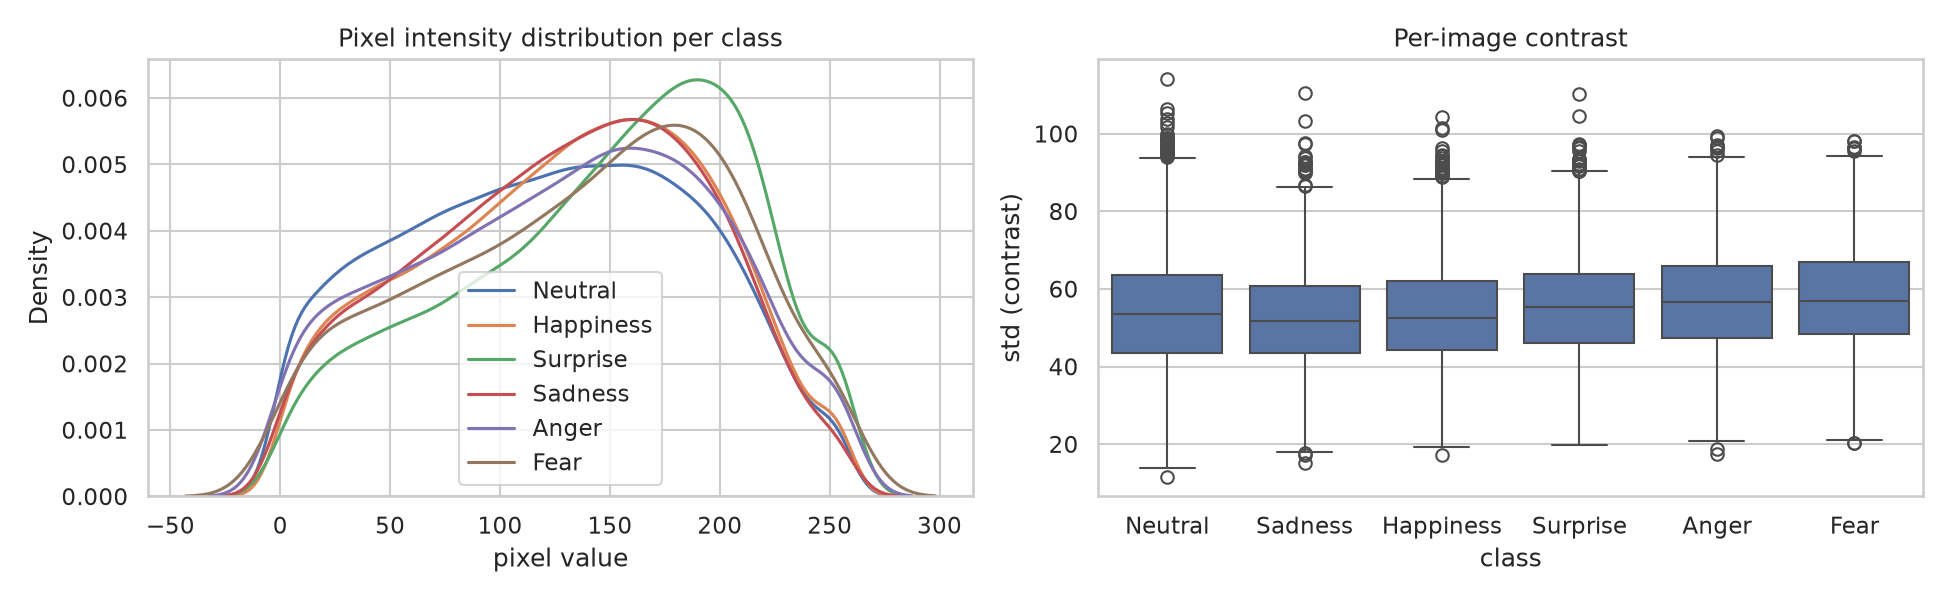 Pixel intensity distribution per class
Density
0.006
0.005
0.004
0.003
0.002
0.001
0.000
Neutral
Happiness
Surprise
Sadness
Anger
Fear
−50 0 50 100 150 200 250 300
pixel value
Per-image contrast
std (contrast)
100
80
60
40
20
Neutral Sadness Happiness Surprise Anger Fear
class